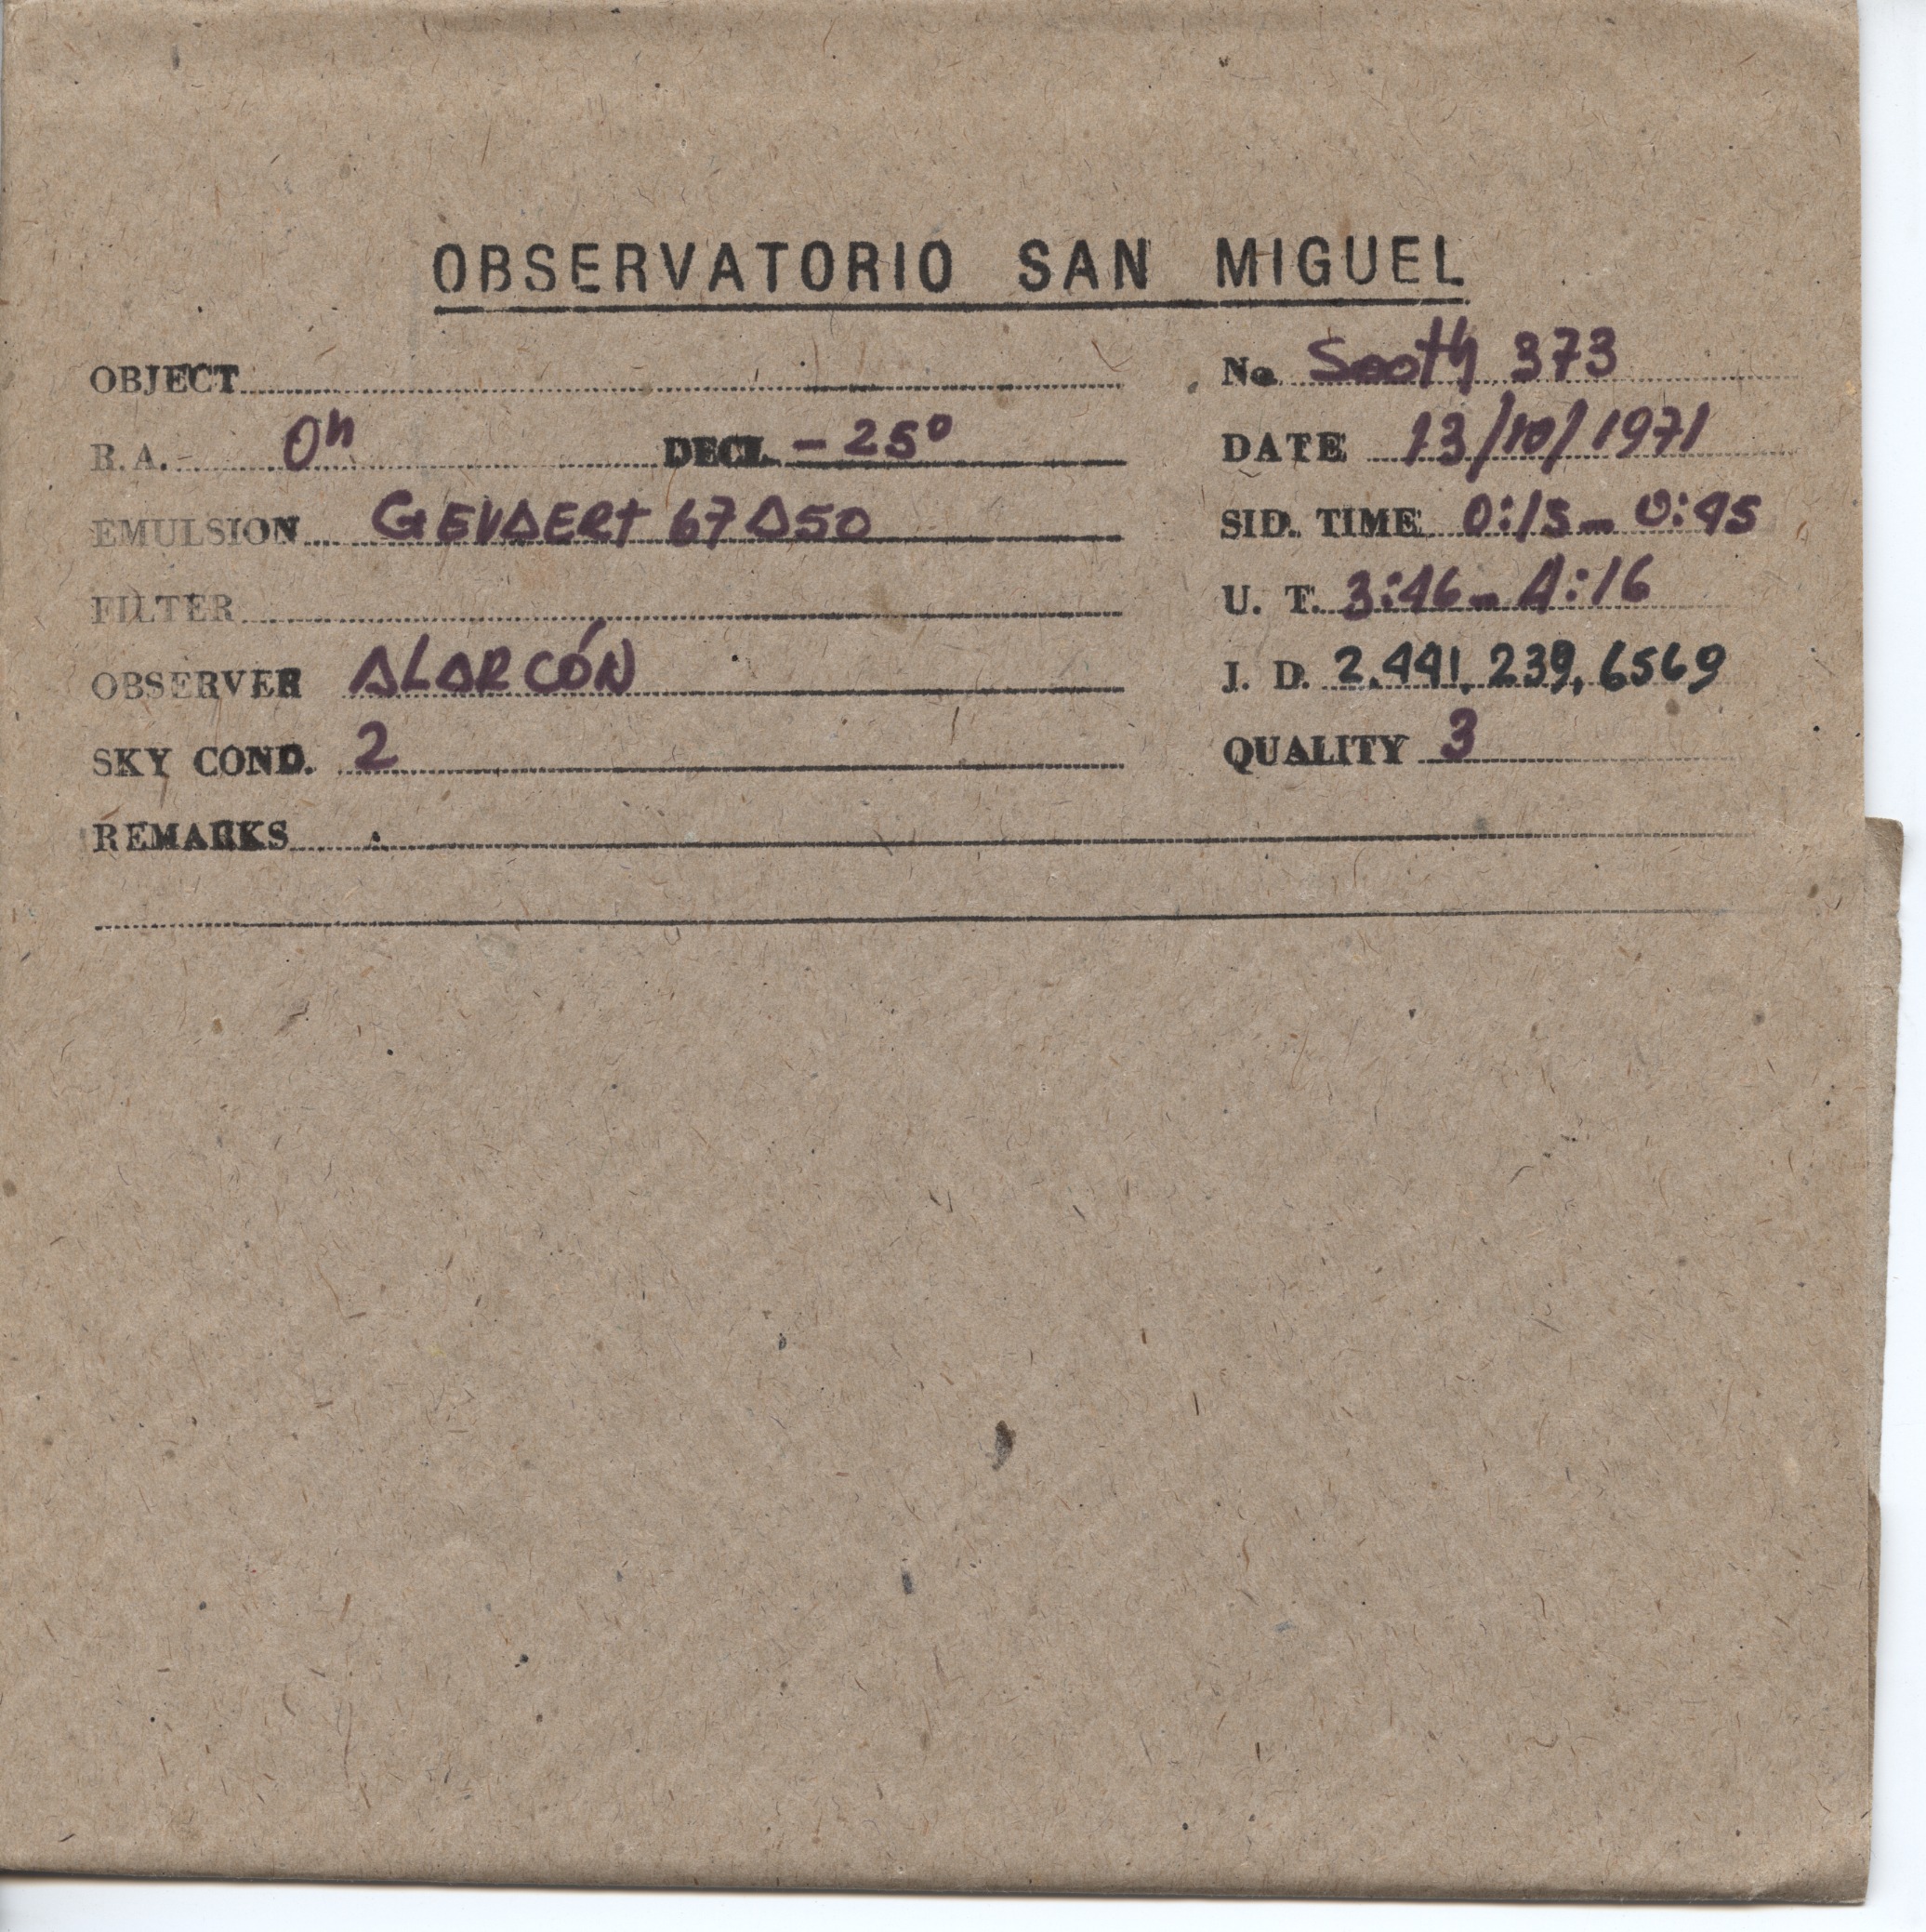 OBSERVATORIO SAN MIGUEL
OBJECT No Sooth 373
R.A. 0h DECL. -25° DATE 13/10/1971
EMULSION GEVAERT 67A50 SID. TIME 0:15 - 0:45
FILTER U. T. 3:46 - 4:16
OBSERVER ALARCÓN J. D. 2.441.239,6569
SKY COND. 2 QUALITY 3
REMARKS